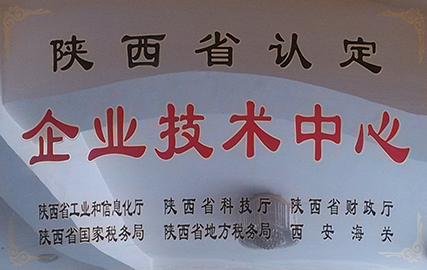 陕西省认定
企业技术中心
陕西省工业和信息化厅 陕西省科技厅 陕西省财政厅
陕西省国家税务局 陕西省地方税务局 西安海关